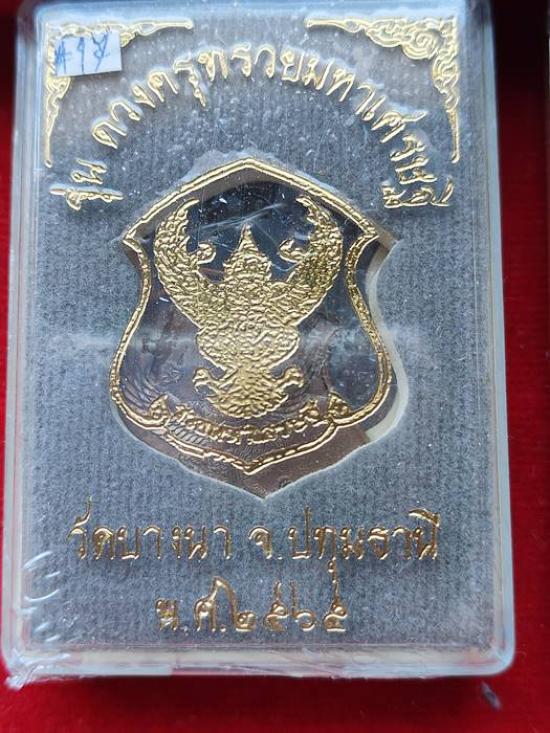 รุ่น ดวงครุฑรวยมหาเศรษฐี
วัดบางนา จ.ปทุมธานี
พ.ศ.๒๕๖๕